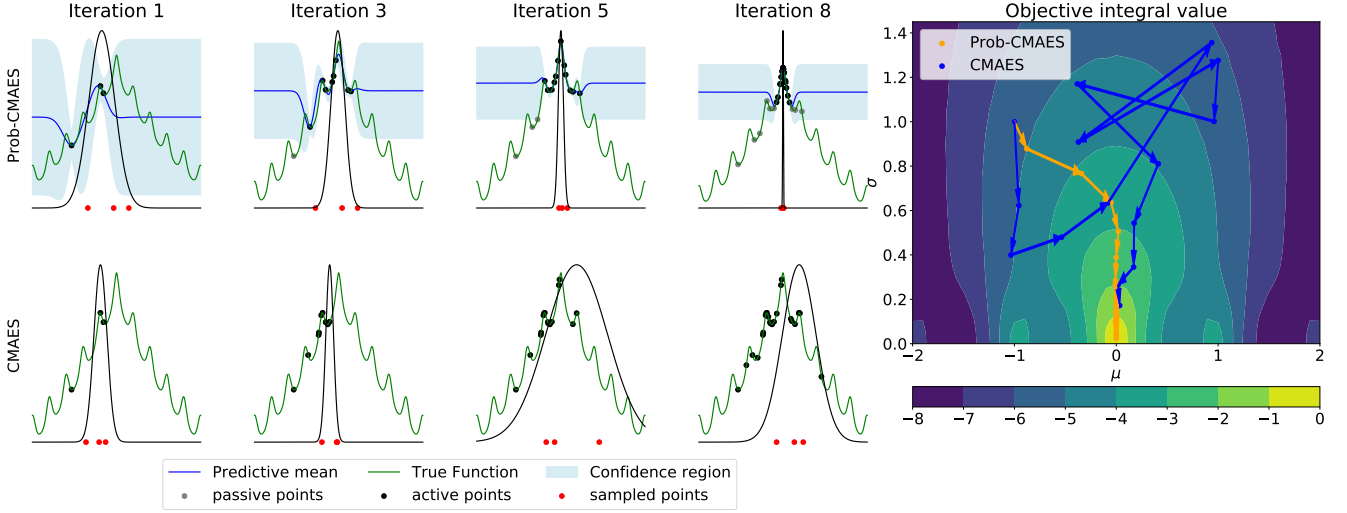 Iteration 1
Iteration 3
Iteration 5
Iteration 8
Objective integral value
Prob-CMAES
CMAES
Prob-CMAES
CMAES
σ
1.4
1.2
1.0
0.8
0.6
0.4
0.2
0.0
−2 −1 0 1 2
μ
−8 −7 −6 −5 −4 −3 −2 −1 0
Predictive mean
True Function
Confidence region
passive points
active points
sampled points